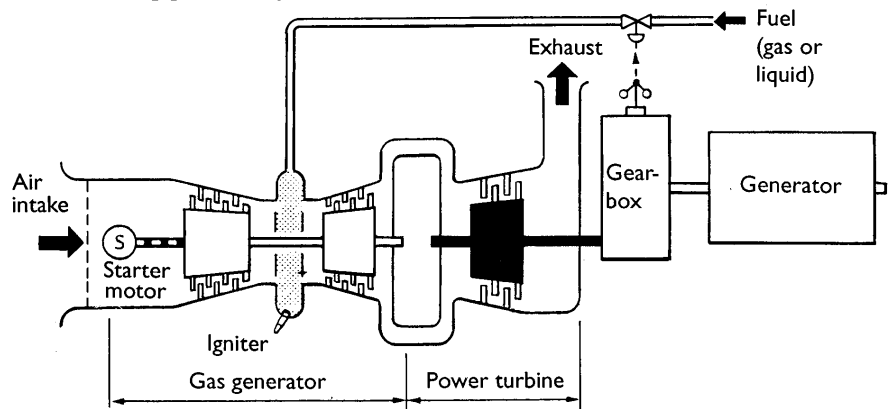 Fuel
(gas or
liquid)
Exhaust
Air
intake
S
Starter
motor
Igniter
Gear-
box
Generator
Gas generator
Power turbine